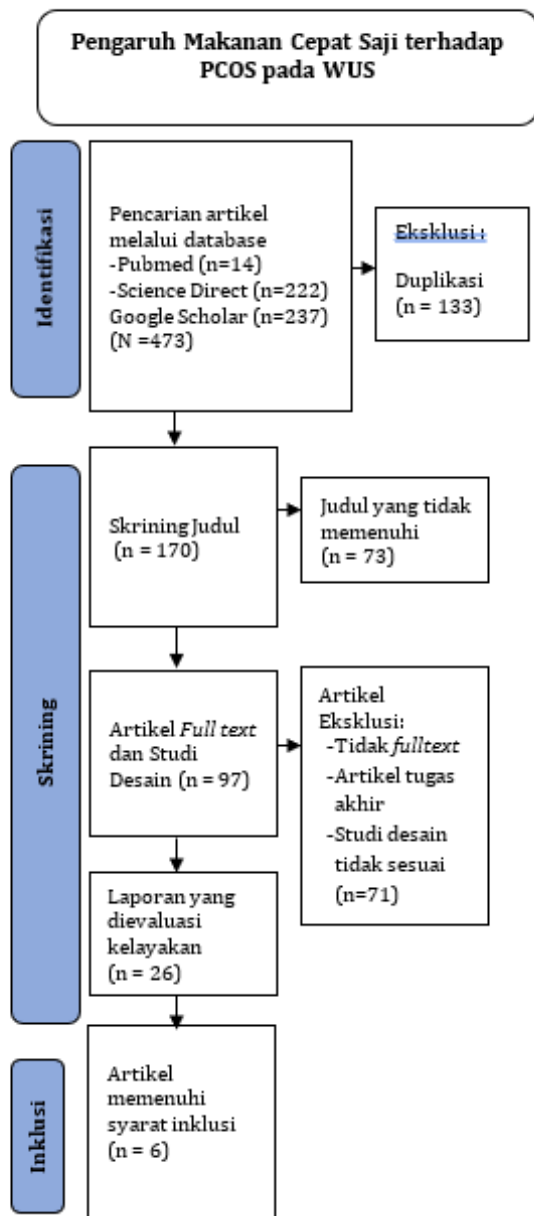 Pengaruh Makanan Cepat Saji terhadap
PCOS pada WUS
Identifikasi
Pencarian artikel
melalui database
-Pubmed (n=14)
-Science Direct (n=222)
Google Scholar (n=237)
(N =473)
Eksklusi :
Duplikasi
(n = 133)
Skrining
Skrining Judul
(n = 170)
Judul yang tidak
memenuhi
(n = 73)
Artikel Full text
dan Studi
Desain (n = 97)
Artikel
Eksklusi:
-Tidak fulltext
-Artikel tugas
akhir
-Studi desain
tidak sesuai
(n=71)
Laporan yang
dievaluasi
kelayakan
(n = 26)
Inklusi
Artikel
memenuhi
syarat inklusi
(n = 6)